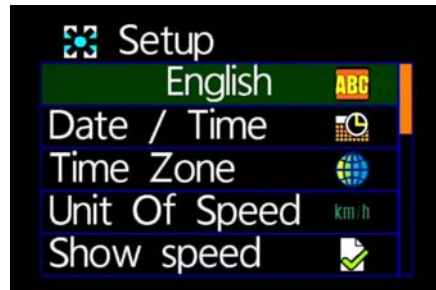 Setup
English ABC
Date / Time
Time Zone
Unit Of Speed km/h
Show speed